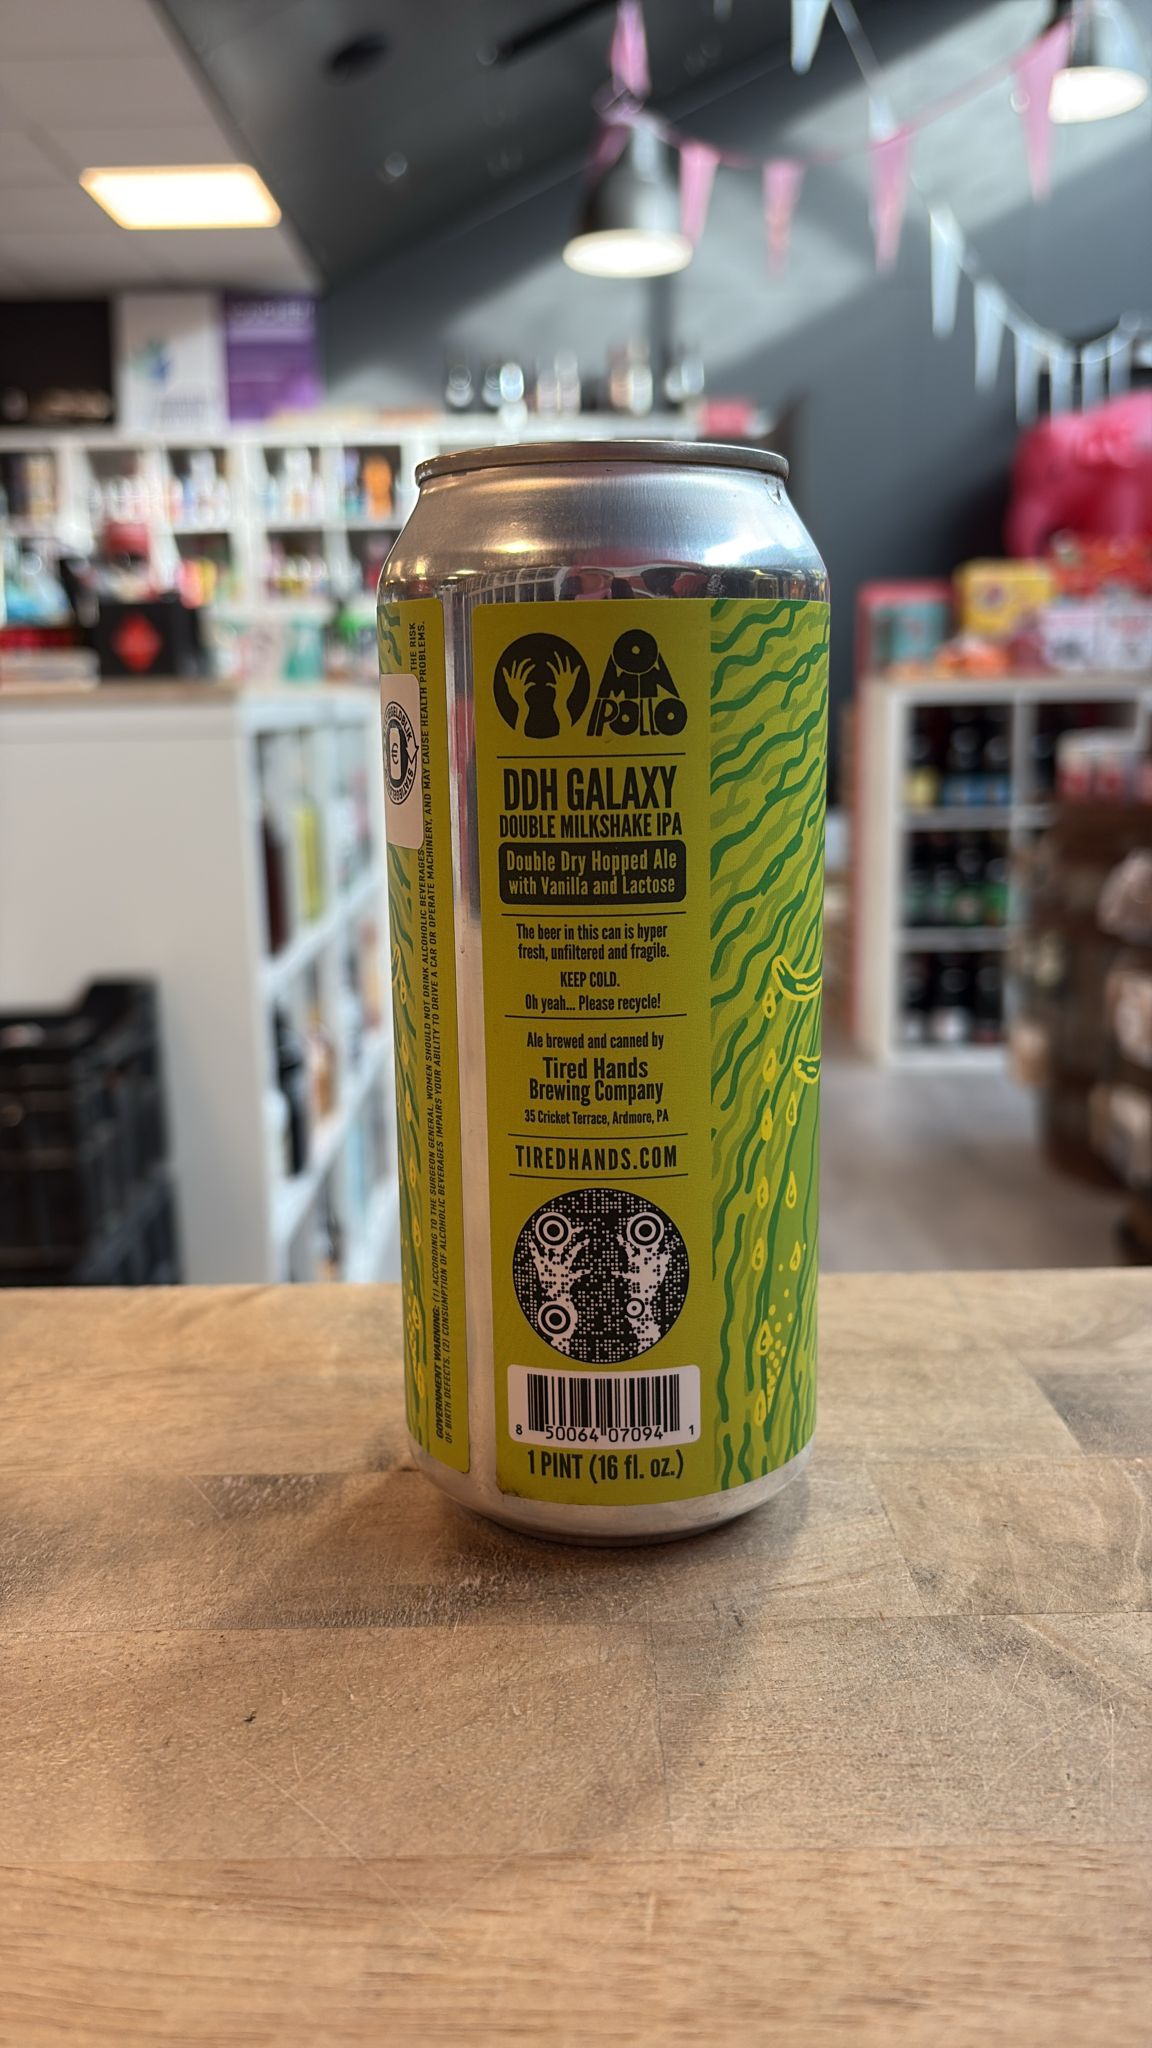 OMNIPOLLO
DDH GALAXY
DOUBLE MILKSHAKE IPA
Double Dry Hopped Ale
with Vanilla and Lactose
The beer in this can is hyper
fresh, unfiltered and fragile.
KEEP COLD.
Oh yeah... Please recycle!
Ale brewed and canned by
Tired Hands
Brewing Company
35 Cricket Terrace, Ardmore, PA
TIREDHANDS.COM
8 50064 07094 1
1 PINT (16 fl. oz.)
GOVERNMENT WARNING: (1) ACCORDING TO THE SURGEON GENERAL, WOMEN SHOULD NOT DRINK ALCOHOLIC BEVERAGES THE RISK
OF BIRTH DEFECTS. (2) CONSUMPTION OF ALCOHOLIC BEVERAGES IMPAIRS YOUR ABILITY TO DRIVE A CAR OR OPERATE MACHINERY, AND MAY CAUSE HEALTH PROBLEMS.